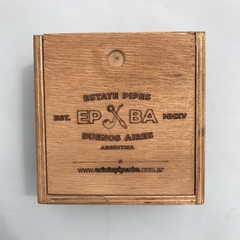 ESTATE PIPES
EST. EP BA MMXV
BUENOS AIRES
ARGENTINA
www.estatepipesba.com.ar